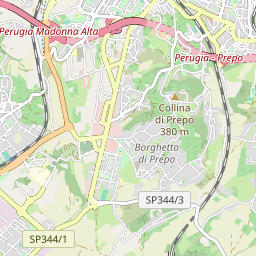 Perugia Madonna Alta
Perugia - Prepo
Collina
di Prepo
380 m
Borghetto
di Prepo
SP344/3
SP344/1